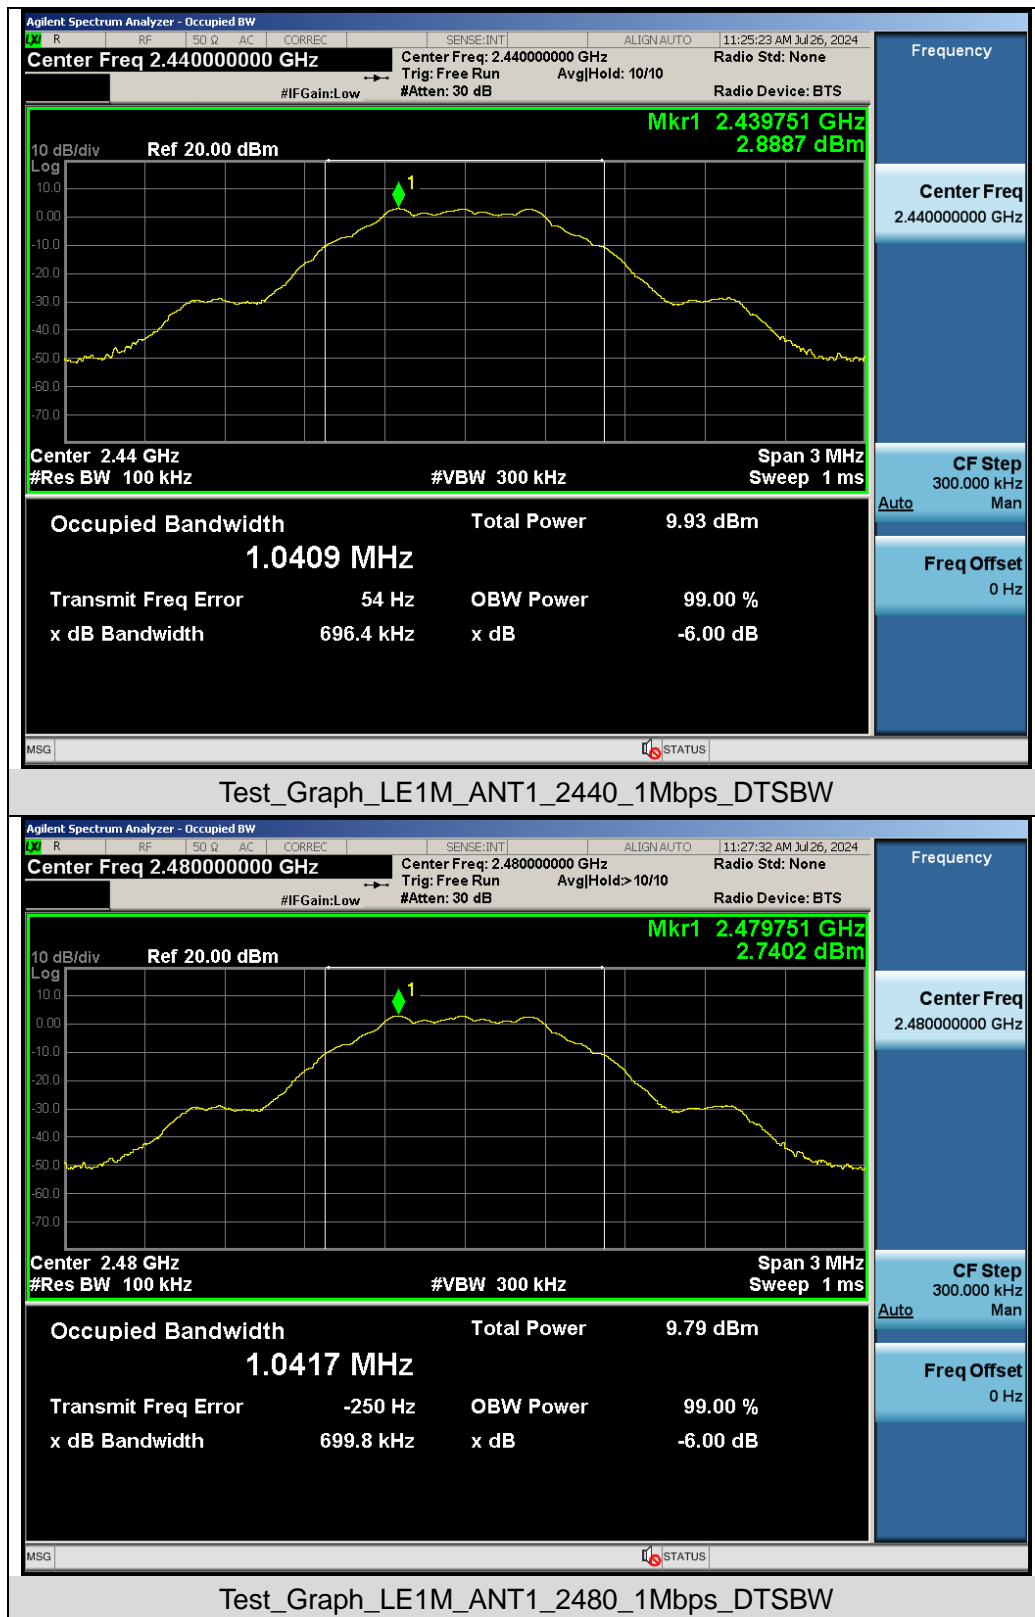 Agilent Spectrum Analyzer - Occupied BW
LXI R RF 50 Ω AC CORREC SENSE:INT ALIGN AUTO 11:25:23 AM Jul 26, 2024
Center Freq 2.440000000 GHz Center Freq: 2.440000000 GHz Radio Std: None
Trig: Free Run Avg|Hold: 10/10
#IFGain:Low #Atten: 30 dB Radio Device: BTS
Frequency
Mkr1 2.439751 GHz
2.8887 dBm
10 dB/div Ref 20.00 dBm
Log
10.0
0.00
-10.0
-20.0
-30.0
-40.0
-50.0
-60.0
-70.0
1
Center 2.44 GHz Span 3 MHz
#Res BW 100 kHz #VBW 300 kHz Sweep 1 ms
Center Freq
2.440000000 GHz
CF Step
300.000 kHz
Auto Man
Freq Offset
0 Hz
Occupied Bandwidth Total Power 9.93 dBm
1.0409 MHz
Transmit Freq Error 54 Hz OBW Power 99.00 %
x dB Bandwidth 696.4 kHz x dB -6.00 dB
MSG STATUS
Test_Graph_LE1M_ANT1_2440_1Mbps_DTSBW
Agilent Spectrum Analyzer - Occupied BW
LXI R RF 50 Ω AC CORREC SENSE:INT ALIGN AUTO 11:27:32 AM Jul 26, 2024
Center Freq 2.480000000 GHz Center Freq: 2.480000000 GHz Radio Std: None
Trig: Free Run Avg|Hold:>10/10
#IFGain:Low #Atten: 30 dB Radio Device: BTS
Frequency
Mkr1 2.479751 GHz
2.7402 dBm
10 dB/div Ref 20.00 dBm
Log
10.0
0.00
-10.0
-20.0
-30.0
-40.0
-50.0
-60.0
-70.0
1
Center 2.48 GHz Span 3 MHz
#Res BW 100 kHz #VBW 300 kHz Sweep 1 ms
Center Freq
2.480000000 GHz
CF Step
300.000 kHz
Auto Man
Freq Offset
0 Hz
Occupied Bandwidth Total Power 9.79 dBm
1.0417 MHz
Transmit Freq Error -250 Hz OBW Power 99.00 %
x dB Bandwidth 699.8 kHz x dB -6.00 dB
MSG STATUS
Test_Graph_LE1M_ANT1_2480_1Mbps_DTSBW